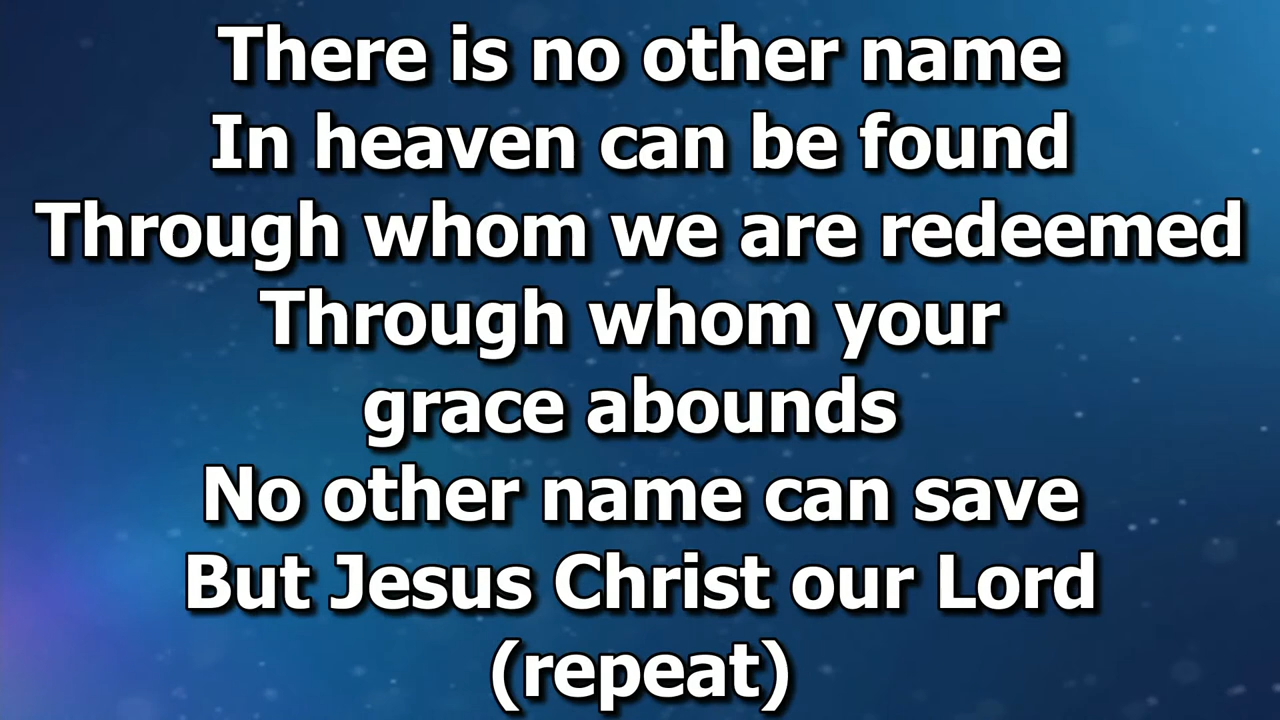 There is no other name
In heaven can be found
Through whom we are redeemed
Through whom your
grace abounds
No other name can save
But Jesus Christ our Lord
(repeat)